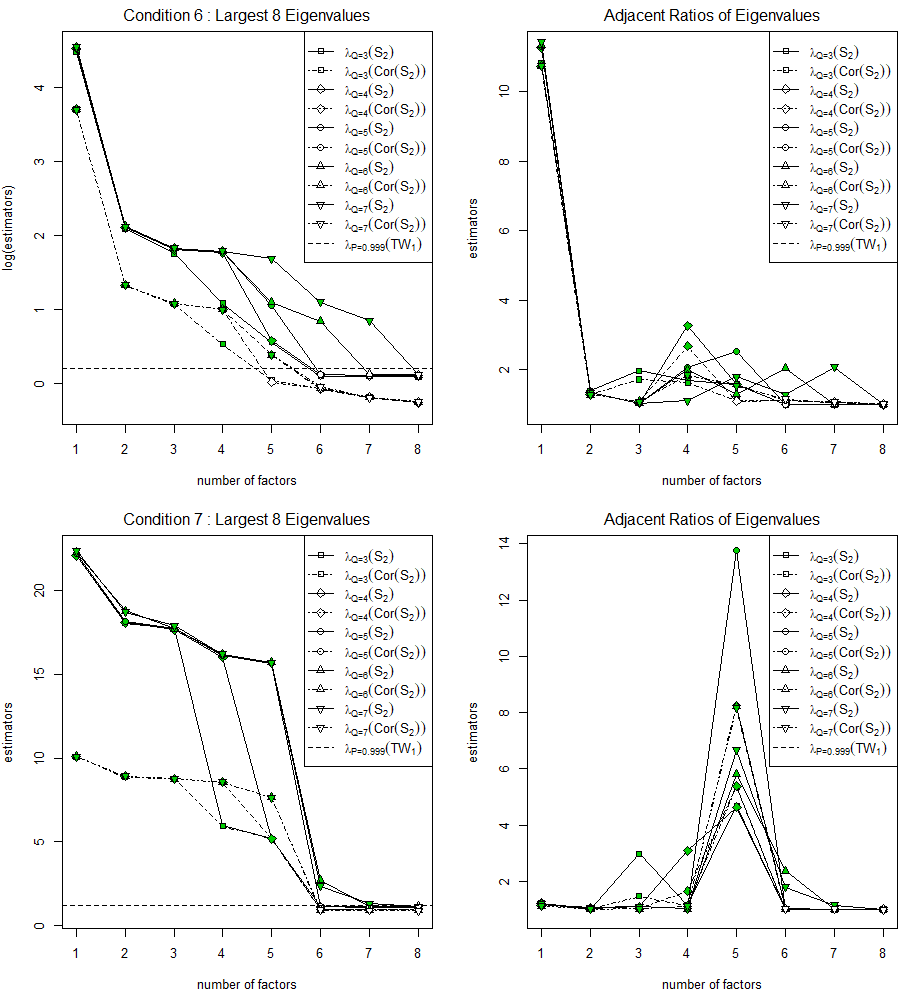 Condition 6 : Largest 8 Eigenvalues
log(estimators)
4
3
2
1
0
1 2 3 4 5 6 7 8
number of factors
λQ=3(S2)
λQ=3(Cor(S2))
λQ=4(S2)
λQ=4(Cor(S2))
λQ=5(S2)
λQ=5(Cor(S2))
λQ=6(S2)
λQ=6(Cor(S2))
λQ=7(S2)
λQ=7(Cor(S2))
λP=0.999(TW1)
Adjacent Ratios of Eigenvalues
estimators
10
8
6
4
2
1 2 3 4 5 6 7 8
number of factors
λQ=3(S2)
λQ=3(Cor(S2))
λQ=4(S2)
λQ=4(Cor(S2))
λQ=5(S2)
λQ=5(Cor(S2))
λQ=6(S2)
λQ=6(Cor(S2))
λQ=7(S2)
λQ=7(Cor(S2))
λP=0.999(TW1)
Condition 7 : Largest 8 Eigenvalues
estimators
20
15
10
5
0
1 2 3 4 5 6 7 8
number of factors
λQ=3(S2)
λQ=3(Cor(S2))
λQ=4(S2)
λQ=4(Cor(S2))
λQ=5(S2)
λQ=5(Cor(S2))
λQ=6(S2)
λQ=6(Cor(S2))
λQ=7(S2)
λQ=7(Cor(S2))
λP=0.999(TW1)
Adjacent Ratios of Eigenvalues
estimators
14
12
10
8
6
4
2
1 2 3 4 5 6 7 8
number of factors
λQ=3(S2)
λQ=3(Cor(S2))
λQ=4(S2)
λQ=4(Cor(S2))
λQ=5(S2)
λQ=5(Cor(S2))
λQ=6(S2)
λQ=6(Cor(S2))
λQ=7(S2)
λQ=7(Cor(S2))
λP=0.999(TW1)